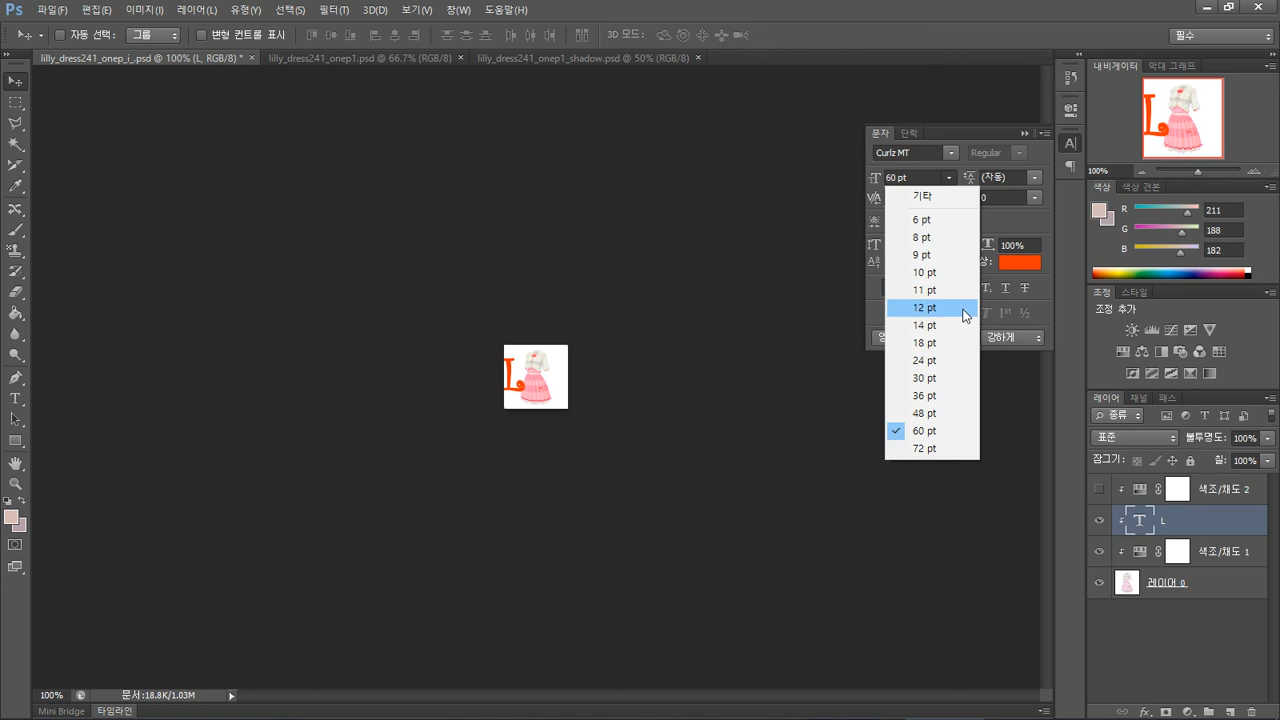 Ps 파일(F) 편집(E) 이미지(I) 레이어(L) 유형(Y) 선택(S) 필터(T) 3D(D) 보기(V) 창(W) 도움말(H)
자동 선택: 그룹 변형 컨트롤 표시 3D 모드: 필수
lilly_dress241_onep_i_.psd @ 100% (L, RGB/8) * × lilly_dress241_onep1.psd @ 66.7% (RGB/8) × lilly_dress241_onep1_shadow.psd @ 50% (RGB/8) ×
내비게이터 막대 그래프
L
100%
문자 단락
Curlz MT Regular
60 pt (자동)
0
100%
상:
강하게
기타
6 pt
8 pt
9 pt
10 pt
11 pt
12 pt
14 pt
18 pt
24 pt
30 pt
36 pt
48 pt
60 pt
72 pt
L
색상 색상 견본
R 211
G 188
B 182
조정 스타일
조정 추가
레이어 채널 패스
종류
표준 불투명도: 100%
잠그기: 칠: 100%
색조/채도 2
T L
색조/채도 1
레이어 0
100% 문서:18.8K/1.03M
Mini Bridge 타임라인